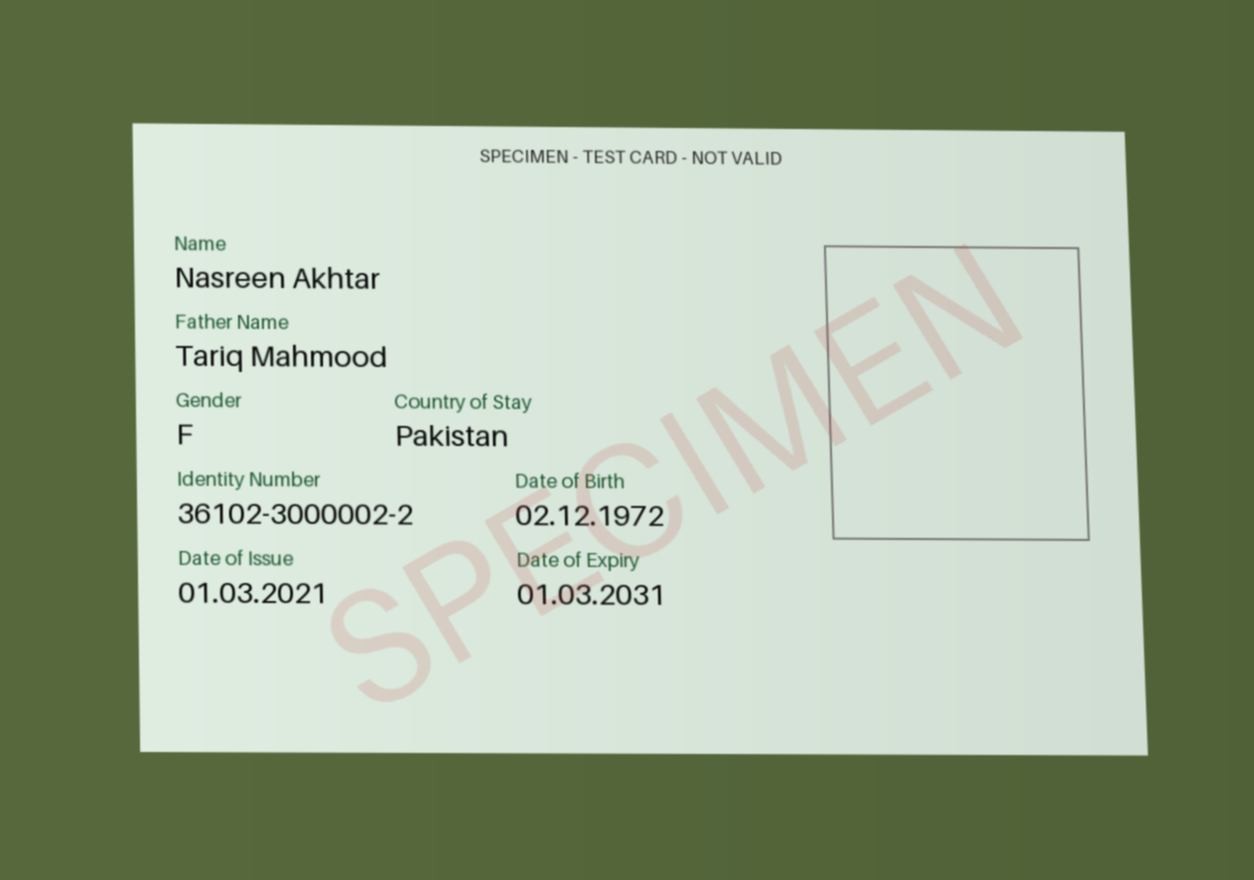 SPECIMEN - TEST CARD - NOT VALID
Name
Nasreen Akhtar
Father Name
Tariq Mahmood
Gender Country of Stay
F Pakistan
Identity Number Date of Birth
36102-3000002-2 02.12.1972
Date of Issue Date of Expiry
01.03.2021 01.03.2031
SPECIMEN